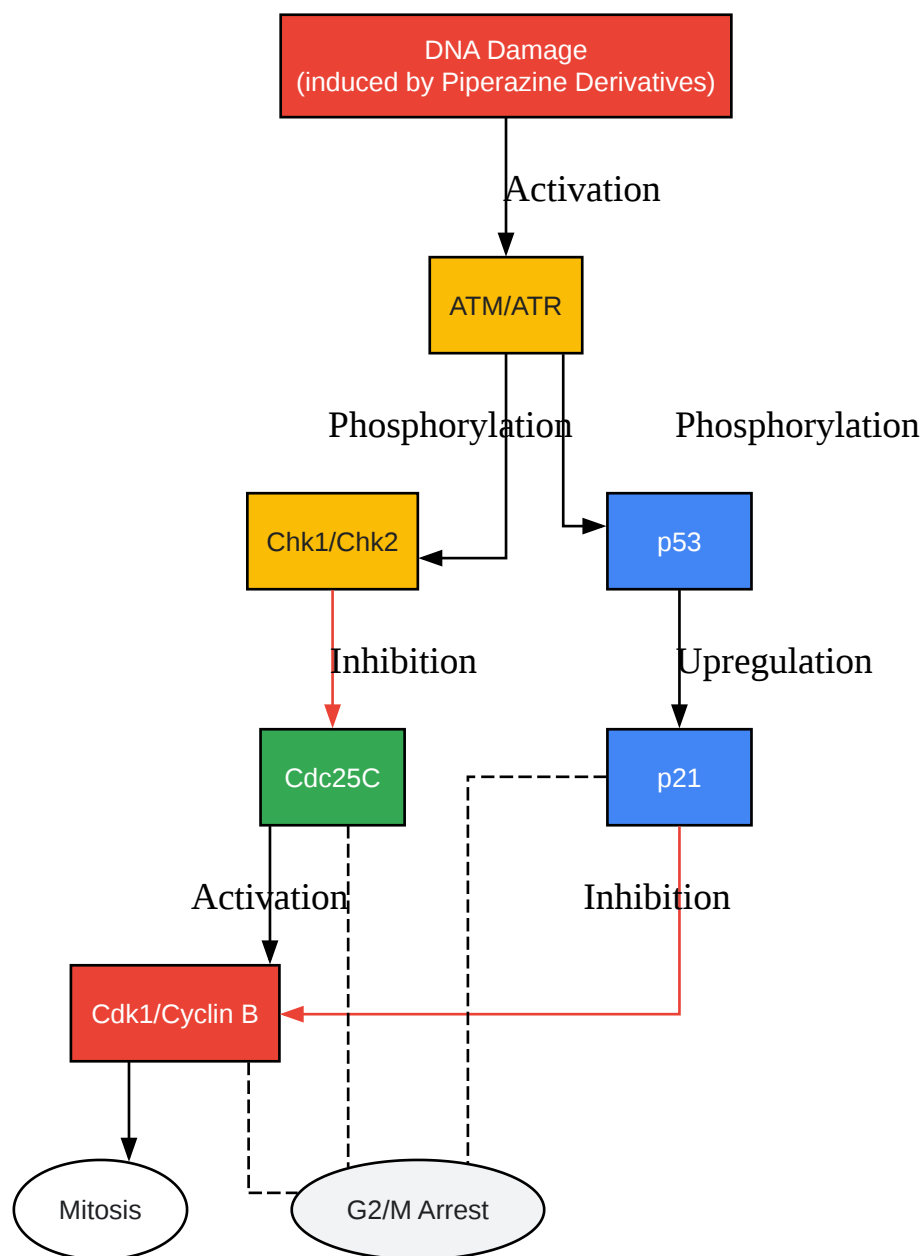 DNA Damage
(induced by Piperazine Derivatives)
Activation
ATM/ATR
Phosphorylation
Phosphorylation
Chk1/Chk2
p53
Inhibition
Upregulation
Cdc25C
p21
Activation
Inhibition
Cdk1/Cyclin B
Mitosis
G2/M Arrest